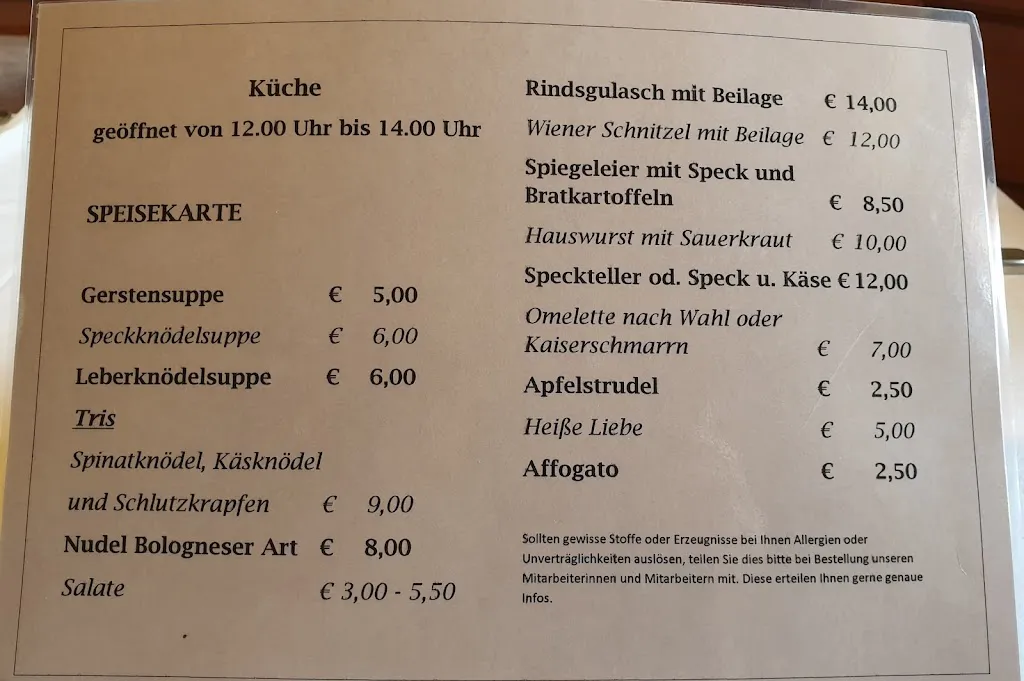 Küche
geöffnet von 12.00 Uhr bis 14.00 Uhr
SPEISEKARTE
Gerstensuppe € 5,00
Speckknödelsuppe € 6,00
Leberknödelsuppe € 6,00
Tris
Spinatknödel, Käsknödel
und Schlutzkrapfen € 9,00
Nudel Bologneser Art € 8,00
Salate € 3,00 - 5,50
Rindsgulasch mit Beilage € 14,00
Wiener Schnitzel mit Beilage € 12,00
Spiegeleier mit Speck und
Bratkartoffeln € 8,50
Hauswurst mit Sauerkraut € 10,00
Speckteller od. Speck u. Käse € 12,00
Omelette nach Wahl oder
Kaiserschmarrn € 7,00
Apfelstrudel € 2,50
Heiße Liebe € 5,00
Affogato € 2,50
Sollten gewisse Stoffe oder Erzeugnisse bei Ihnen Allergien oder
Unverträglichkeiten auslösen, teilen Sie dies bitte bei Bestellung unseren
Mitarbeiterinnen und Mitarbeitern mit. Diese erteilen Ihnen gerne genaue
Infos.